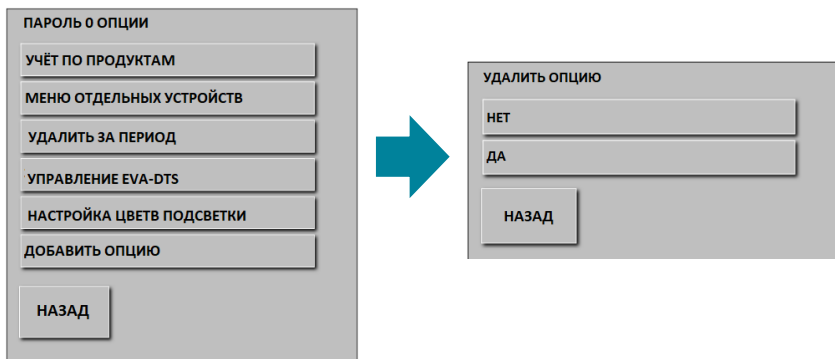 ПАРОЛЬ 0 ОПЦИИ
УЧЁТ ПО ПРОДУКТАМ
МЕНЮ ОТДЕЛЬНЫХ УСТРОЙСТВ
УДАЛИТЬ ЗА ПЕРИОД
УПРАВЛЕНИЕ EVA-DTS
НАСТРОЙКА ЦВЕТВ ПОДСВЕТКИ
ДОБАВИТЬ ОПЦИЮ
НАЗАД
УДАЛИТЬ ОПЦИЮ
НЕТ
ДА
НАЗАД